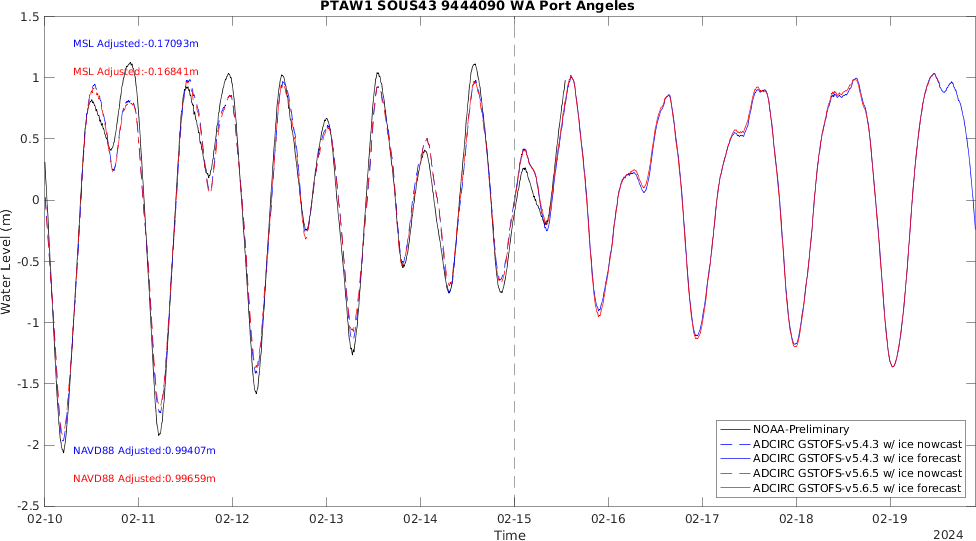 PTAW1 SOUS43 9444090 WA Port Angeles
MSL Adjusted:-0.17093m
MSL Adjusted:-0.16841m
NAVD88 Adjusted:0.99407m
NAVD88 Adjusted:0.99659m
Water Level (m)
1.5
1
0.5
0
-0.5
-1
-1.5
-2
-2.5
NOAA-Preliminary
ADCIRC GSTOFS-v5.4.3 w/ ice nowcast
ADCIRC GSTOFS-v5.4.3 w/ ice forecast
ADCIRC GSTOFS-v5.6.5 w/ ice nowcast
ADCIRC GSTOFS-v5.6.5 w/ ice forecast
02-10 02-11 02-12 02-13 02-14 02-15 02-16 02-17 02-18 02-19
Time
2024